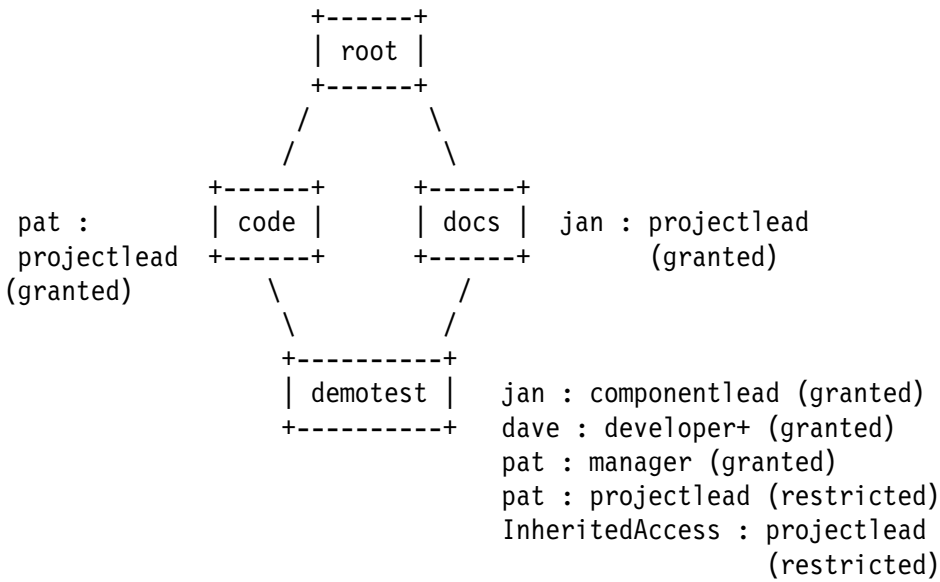 root
code
docs
pat :
projectlead
(granted)
jan : projectlead
(granted)
demotest
jan : componentlead (granted)
dave : developer+ (granted)
pat : manager (granted)
pat : projectlead (restricted)
InheritedAccess : projectlead
(restricted)